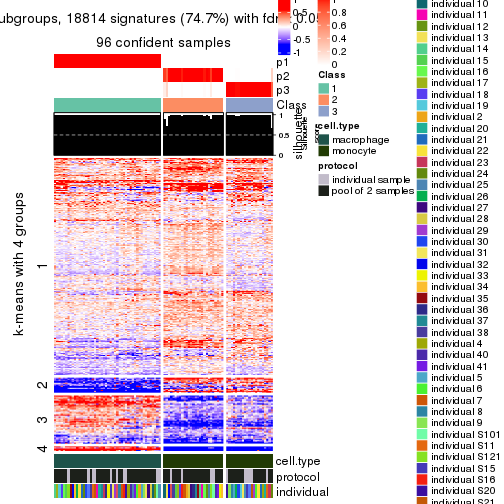 ubgroups, 18814 signatures (74.7%) with fdr
96 confident samples
p1
p2
p3
Class
1
0.5
0
silhouette
k-means with 4 groups
1
2
3
4
cell.type
protocol
individual
0.5
0
-0.5
-1
1
0.8
0.6
0.4
0.2
0
Class
1
2
3
cell.type
macrophage
monocyte
protocol
individual sample
pool of 2 samples
individual 10
individual 11
individual 12
individual 13
individual 14
individual 15
individual 16
individual 17
individual 18
individual 19
individual 2
individual 20
individual 21
individual 22
individual 23
individual 24
individual 25
individual 26
individual 27
individual 28
individual 29
individual 30
individual 31
individual 32
individual 33
individual 34
individual 35
individual 36
individual 37
individual 38
individual 4
individual 40
individual 41
individual 5
individual 6
individual 7
individual 8
individual 9
individual S101
individual S11
individual S121
individual S15
individual S16
individual S20